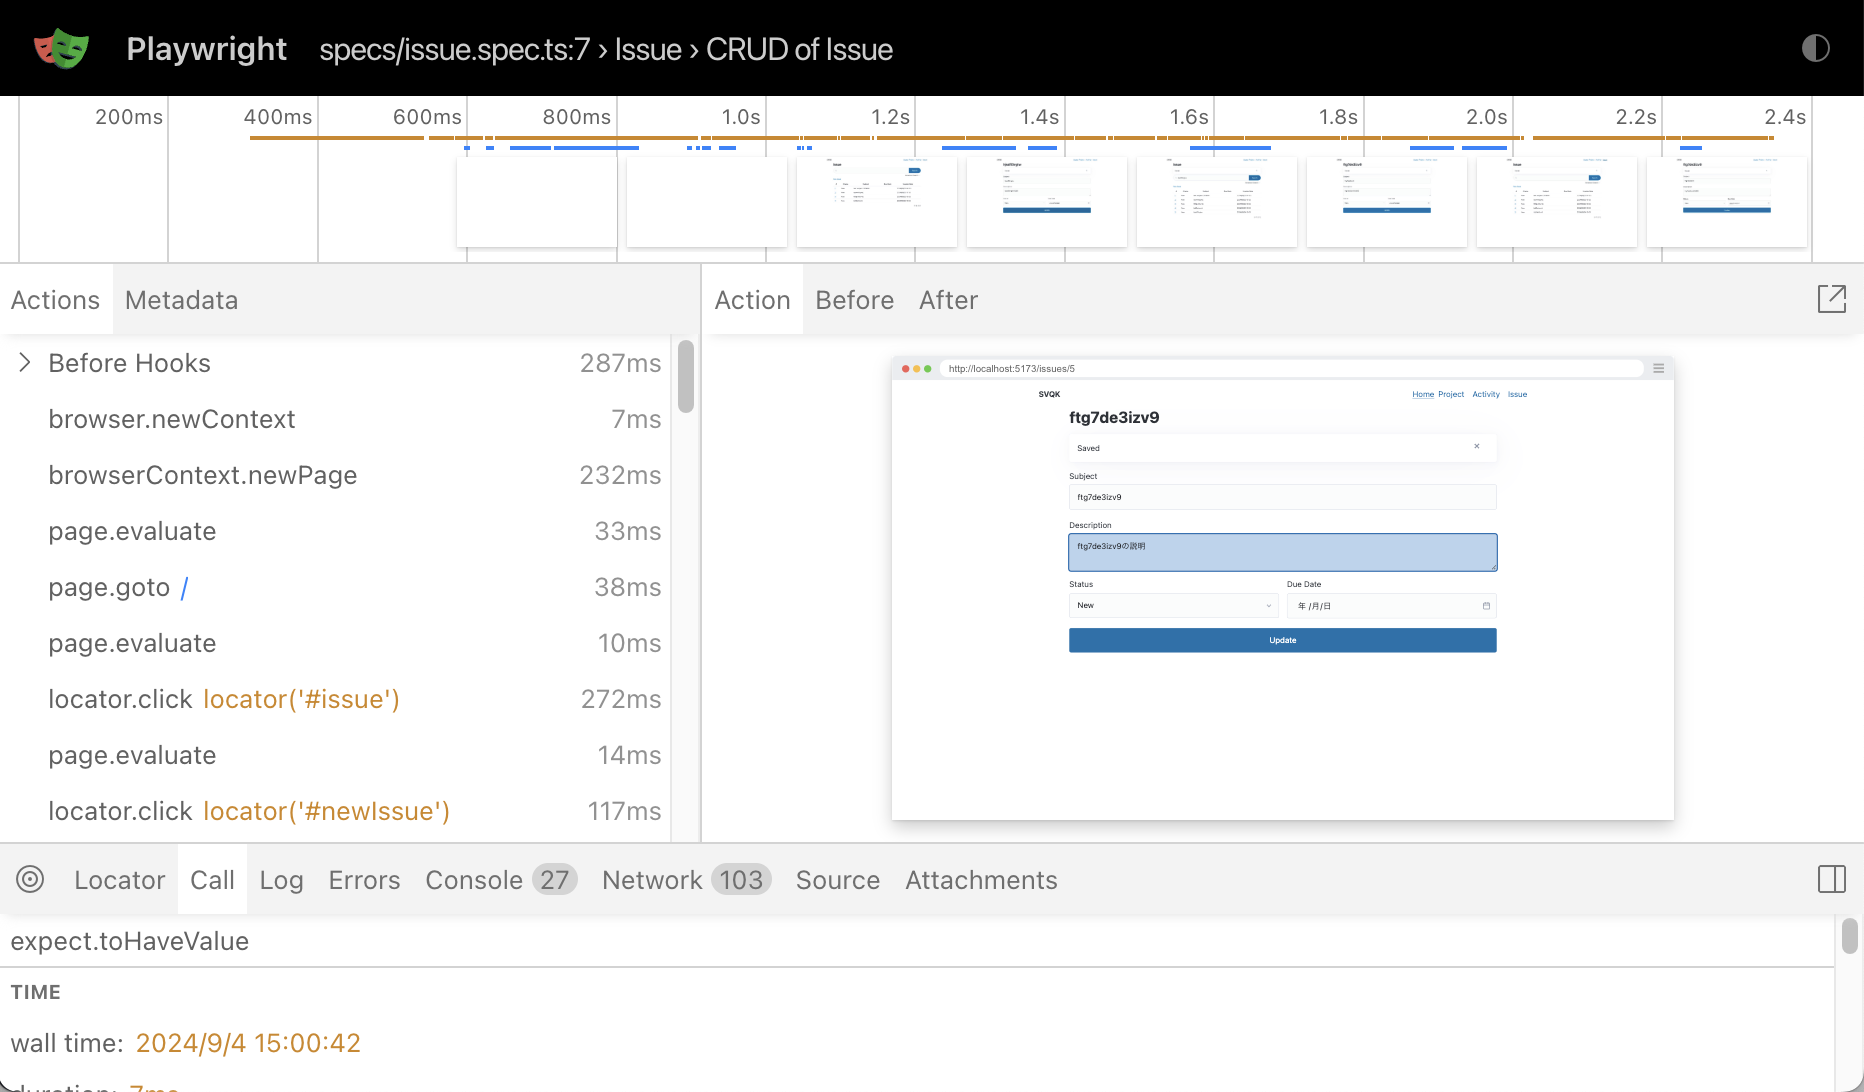 Playwright specs/issue.spec.ts:7 › Issue › CRUD of Issue
200ms 400ms 600ms 800ms 1.0s 1.2s 1.4s 1.6s 1.8s 2.0s 2.2s 2.4s
Actions Metadata
Before Hooks 287ms
browser.newContext 7ms
browserContext.newPage 232ms
page.evaluate 33ms
page.goto / 38ms
page.evaluate 10ms
locator.click locator('#issue') 272ms
page.evaluate 14ms
locator.click locator('#newIssue') 117ms
Action Before After
http://localhost:5173/issues/5
SVQK Home Project Activity Issue
ftg7de3izv9
Saved ×
Subject
ftg7de3izv9
Description
ftg7de3izv9の説明
Status Due Date
New 年 /月/日
Update
Locator Call Log Errors Console 27 Network 103 Source Attachments
expect.toHaveValue
TIME
wall time: 2024/9/4 15:00:42
duration: 7ms